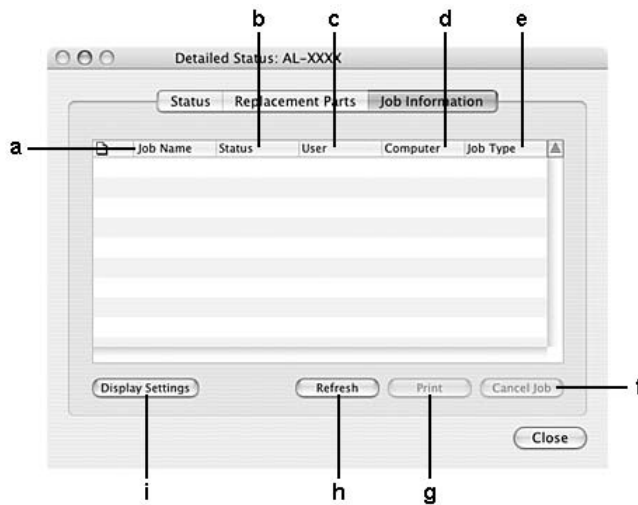 b c d e
Detailed Status: AL-XXXX
Status Replacement Parts Job Information
a Job Name Status User Computer Job Type
Display Settings Refresh Print Cancel Job f
Close
i h g